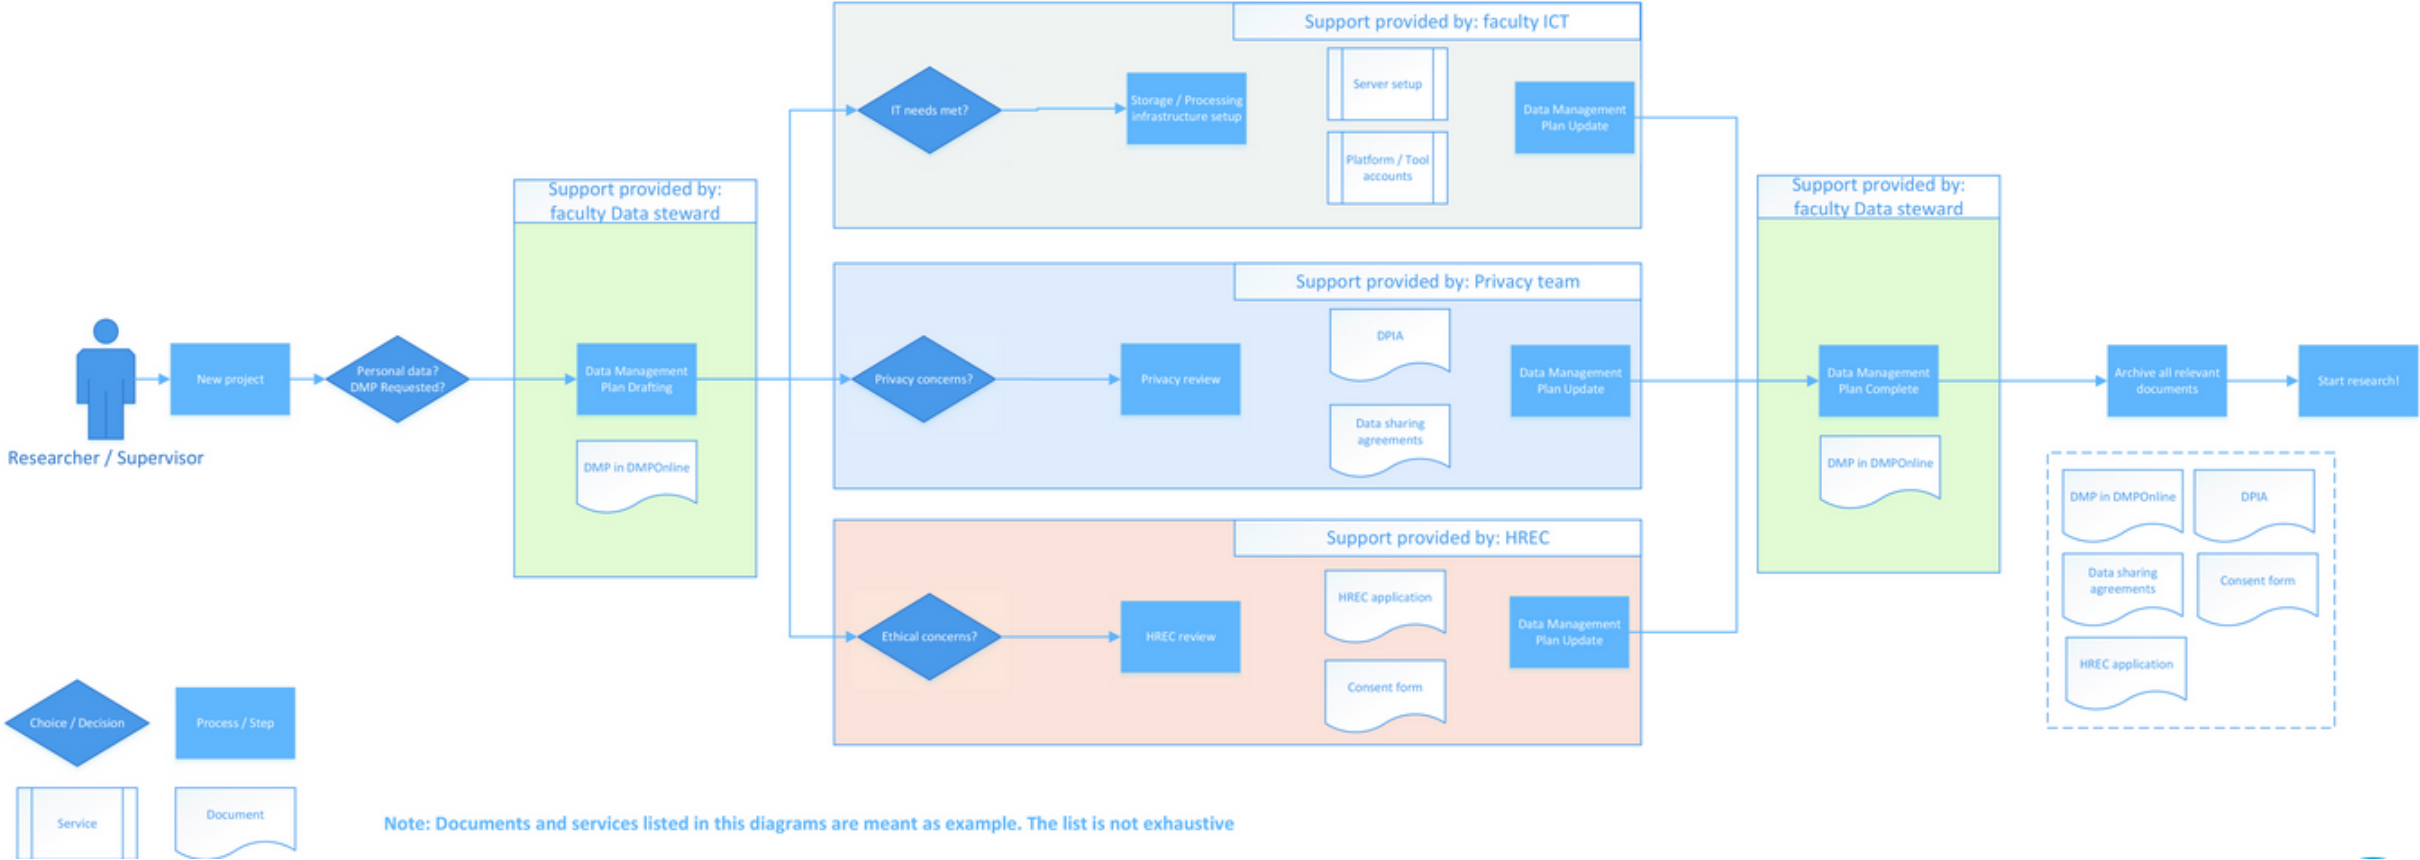 Support provided by: faculty ICT
IT needs met?
Storage / Processing
infrastructure setup
Server setup
Platform / Tool
accounts
Data Management
Plan Update
Support provided by:
faculty Data steward
Researcher / Supervisor
New project
Personal data?
DMP Requested?
Data Management
Plan Drafting
DMP in DMPOnline
Support provided by: Privacy team
Privacy concerns?
Privacy review
DPIA
Data sharing
agreements
Data Management
Plan Update
Support provided by: HREC
Ethical concerns?
HREC review
HREC application
Consent form
Data Management
Plan Update
Support provided by:
faculty Data steward
Data Management
Plan Complete
DMP in DMPOnline
Archive all relevant
documents
Start research!
DMP in DMPOnline
DPIA
Data sharing
agreements
Consent form
HREC application
Choice / Decision
Process / Step
Service
Document
Note: Documents and services listed in this diagrams are meant as example. The list is not exhaustive